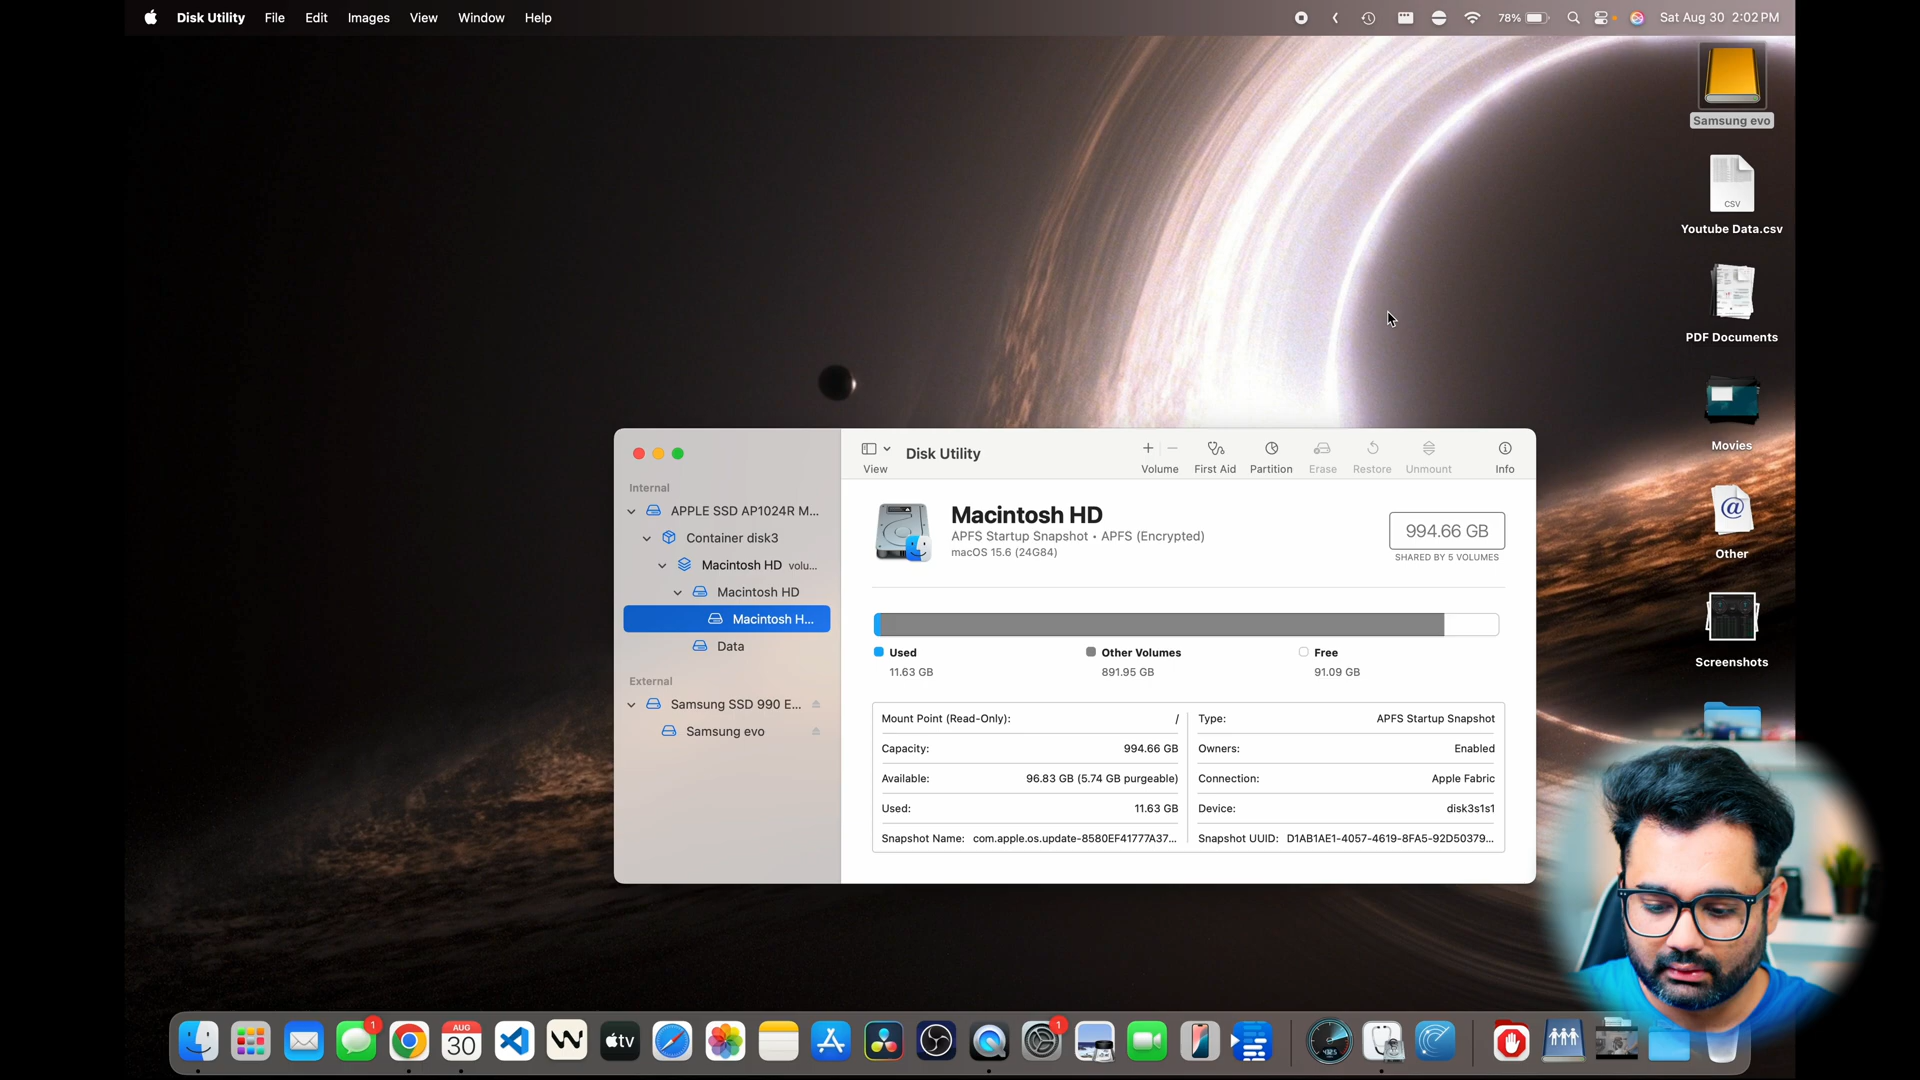 Disk Utility File Edit Images View Window Help
78% Sat Aug 30 2:02 PM
Samsung evo
CSV
Youtube Data.csv
PDF Documents
Movies
Other
Screenshots
Disk Utility
View
Volume First Aid Partition Erase Restore Unmount Info
Internal
APPLE SSD AP1024R M...
Container disk3
Macintosh HD volu...
Macintosh HD
Macintosh H...
Data
External
Samsung SSD 990 E...
Samsung evo
Macintosh HD
APFS Startup Snapshot • APFS (Encrypted)
macOS 15.6 (24G84)
994.66 GB
SHARED BY 5 VOLUMES
Used
11.63 GB
Other Volumes
891.95 GB
Free
91.09 GB
Mount Point (Read-Only): /
Capacity: 994.66 GB
Available: 96.83 GB (5.74 GB purgeable)
Used: 11.63 GB
Snapshot Name: com.apple.os.update-8580EF41777A37...
Type: APFS Startup Snapshot
Owners: Enabled
Connection: Apple Fabric
Device: disk3s1s1
Snapshot UUID: D1AB1AE1-4057-4619-8FA5-92D50379...
1
AUG
30
tv
1